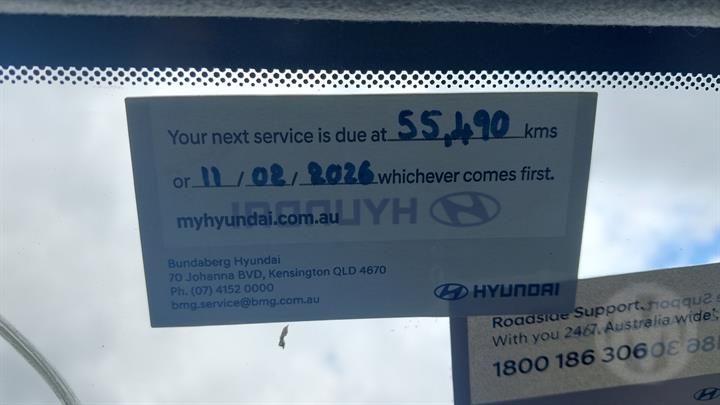 Your next service is due at 55,490 kms
or 11 / 02 / 2026 whichever comes first.
myhyundai.com.au
HYUNDAI
Bundaberg Hyundai
70 Johanna BVD, Kensington QLD 4670
Ph. (07) 4152 0000
bmg.service@bmg.com.au
HYUNDAI
Roadside Support.
With you 24/7, Australia wide
1800 186 306